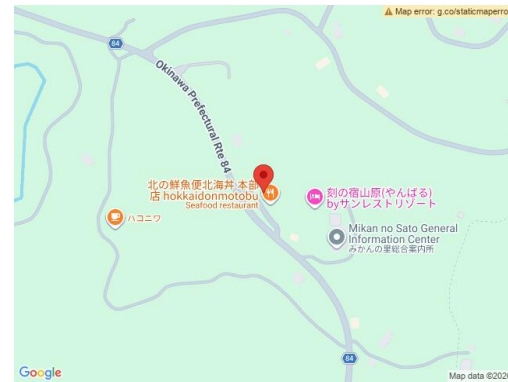 Map error: g.co/staticmaperro
84
Okinawa Prefectural Rte 84
北の鮮魚便北海丼 本部
店 hokkaidonmotobu
Seafood restaurant
刻の宿山原(やんばる)
byサンレストリゾート
ハコニワ
Mikan no Sato General
Information Center
みかんの里総合案内所
84
Google
Map data ©2026